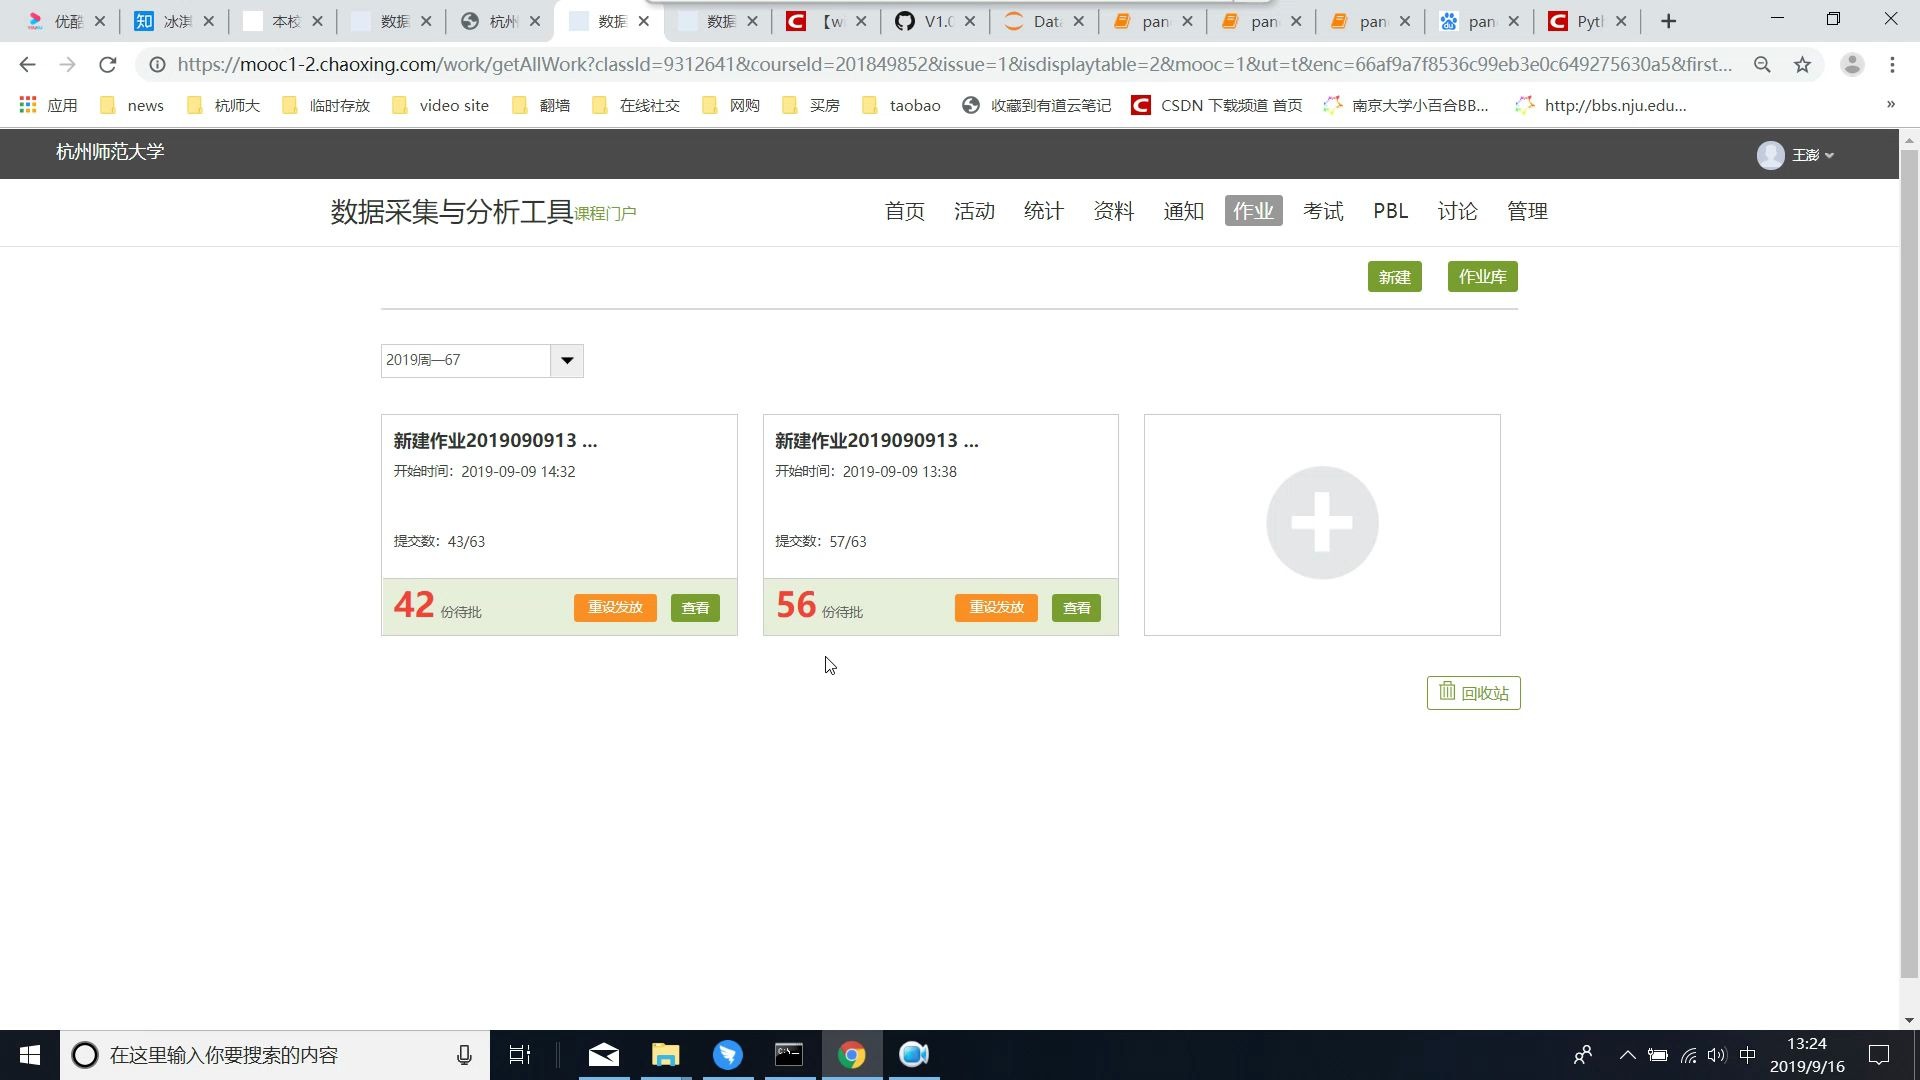 优酷
知 冰淇
本校
数据
杭州
数据
数据
C 【wi
V1.0
Data
pan
pan
pan
pan
C Pyth
https://mooc1-2.chaoxing.com/work/getAllWork?classId=9312641&courseId=201849852&issue=1&isdisplaytable=2&mooc=1&ut=t&enc=66af9a7f8536c99eb3e0c649275630a5&first...
应用 news 杭师大 临时存放 video site 翻墙 在线社交 网购 买房 taobao 收藏到有道云笔记 C CSDN 下载频道 首页 南京大学小百合BB... http://bbs.nju.edu... »
杭州师范大学
王澎
数据采集与分析工具课程门户
首页 活动 统计 资料 通知 作业 考试 PBL 讨论 管理
新建 作业库
2019周一67
新建作业2019090913 ...
开始时间：2019-09-09 14:32
提交数：43/63
42 份待批 重设发放 查看
新建作业2019090913 ...
开始时间：2019-09-09 13:38
提交数：57/63
56 份待批 重设发放 查看
回收站
在这里输入你要搜索的内容
中
13:24
2019/9/16